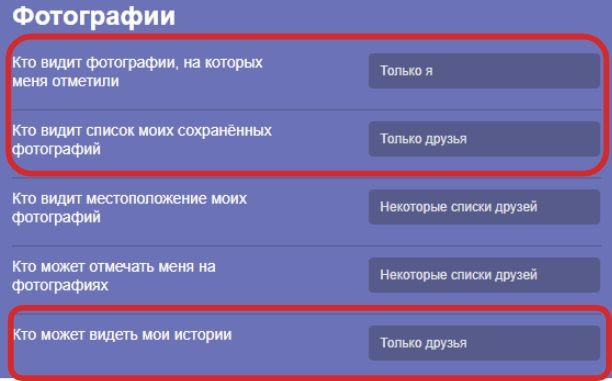 Фотографии
Кто видит фотографии, на которых
меня отметили
Только я
Кто видит список моих сохранённых
фотографий
Только друзья
Кто видит местоположение моих
фотографий
Некоторые списки друзей
Кто может отмечать меня на
фотографиях
Некоторые списки друзей
Кто может видеть мои истории
Только друзья